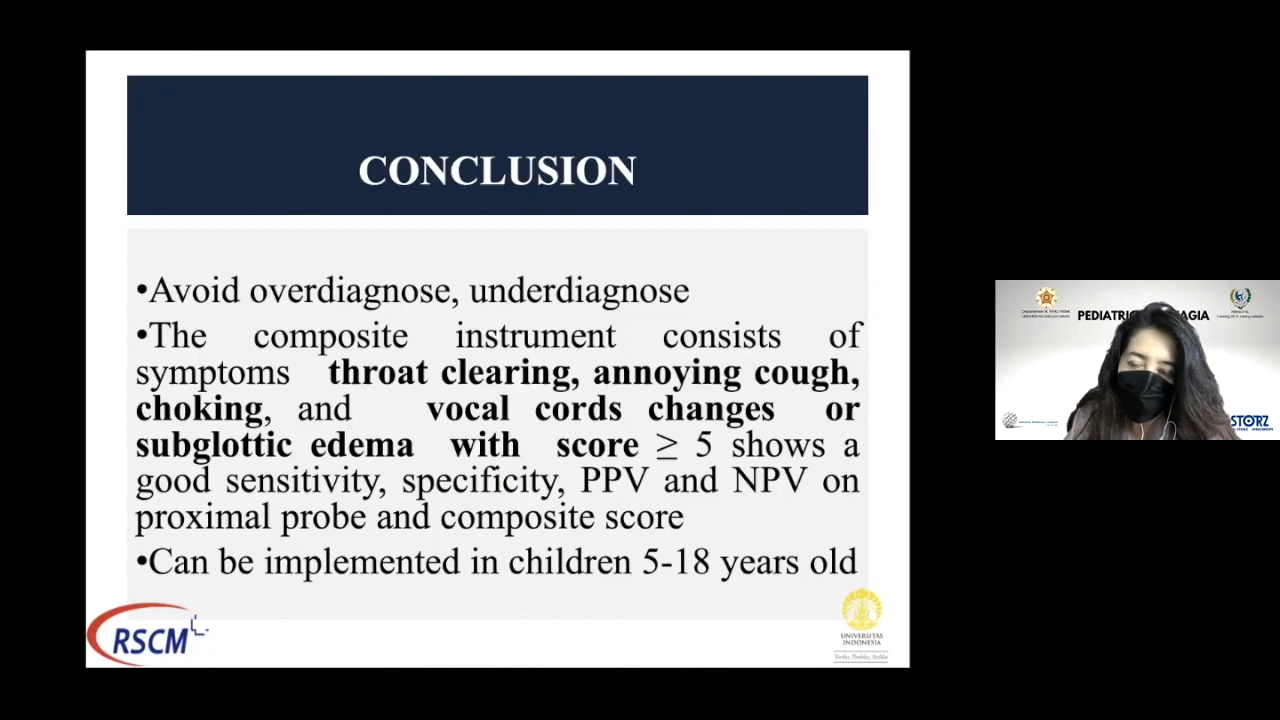 CONCLUSION
•Avoid overdiagnose, underdiagnose
•The composite instrument consists of
symptoms throat clearing, annoying cough,
choking, and vocal cords changes or
subglottic edema with score ≥ 5 shows a
good sensitivity, specificity, PPV and NPV on
proximal probe and composite score
•Can be implemented in children 5-18 years old
RSCM
UNIVERSITAS
INDONESIA
PEDIATRIC
AGIA
STORZ